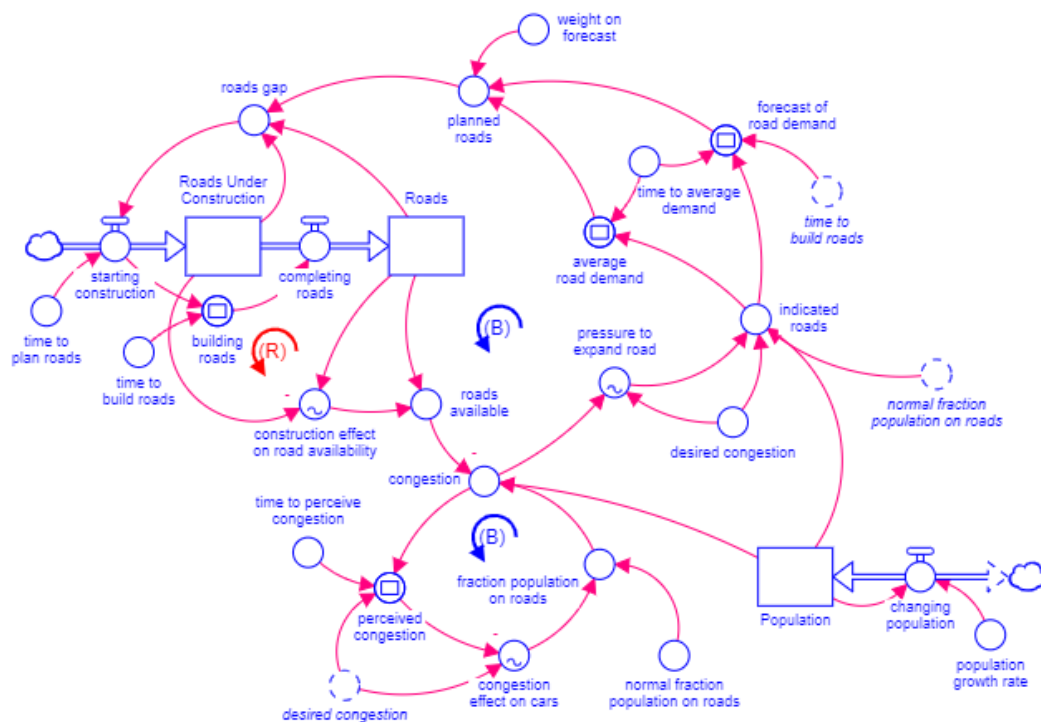 weight on
forecast
roads gap
planned
roads
forecast of
road demand
Roads Under
Construction
Roads
time to average
demand
time to
build roads
starting
construction
completing
roads
average
road demand
indicated
roads
time to
plan roads
time to
build roads
building
roads
(R)
(B)
pressure to
expand road
-
construction effect
on road availability
roads
available
normal fraction
population on roads
desired congestion
-
congestion
time to perceive
congestion
(B)
fraction population
on roads
perceived
congestion
-
Population
changing
population
desired congestion
congestion
effect on cars
normal fraction
population on roads
population
growth rate